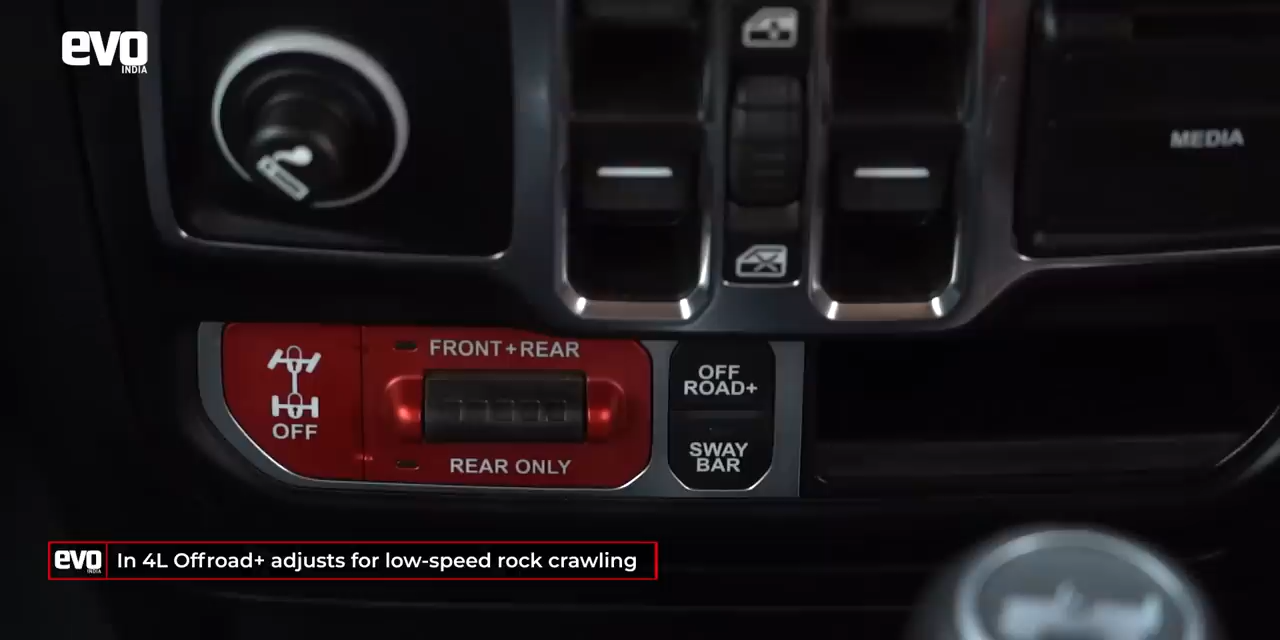 evo
INDIA
MEDIA
FRONT+REAR
OFF
REAR ONLY
OFF
ROAD+
SWAY
BAR
evo
INDIA
In 4L Offroad+ adjusts for low-speed rock crawling